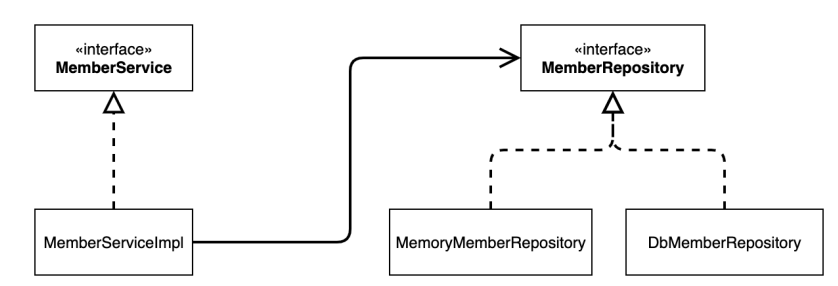 «interface»
MemberService
«interface»
MemberRepository
MemberServiceImpl
MemoryMemberRepository
DbMemberRepository